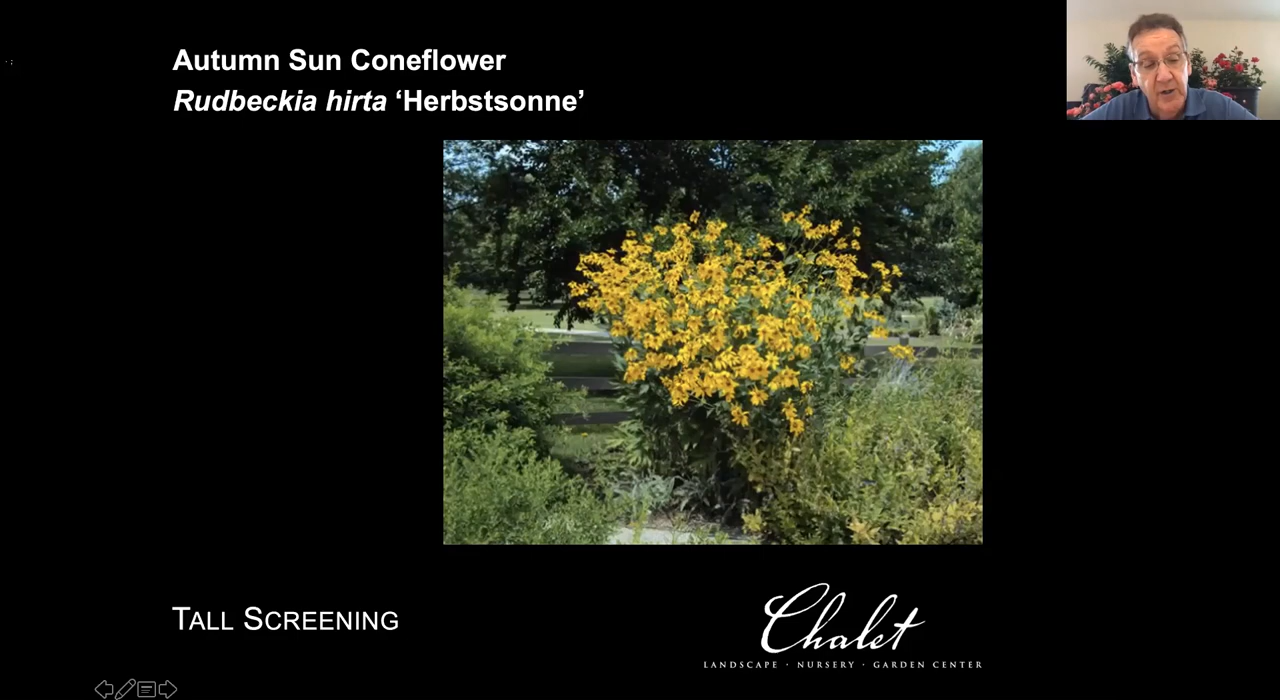 Autumn Sun Coneflower
Rudbeckia hirta ‘Herbstsonne’
TALL SCREENING
Chalet
LANDSCAPE · NURSERY · GARDEN CENTER